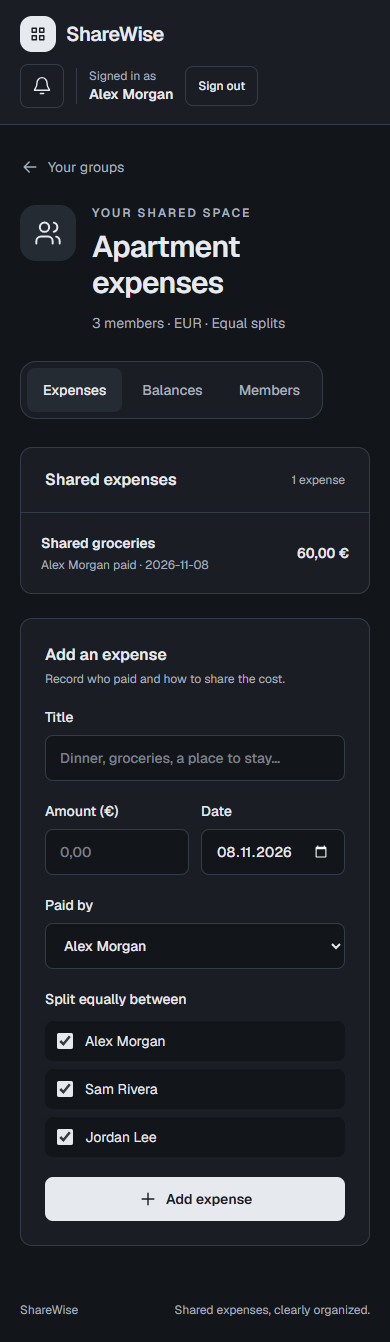 ShareWise
Signed in as
Alex Morgan
Sign out
Your groups
YOUR SHARED SPACE
Apartment
expenses
3 members · EUR · Equal splits
Expenses
Balances
Members
Shared expenses
1 expense
Shared groceries
60,00 €
Alex Morgan paid · 2026-11-08
Add an expense
Record who paid and how to share the cost.
Title
Dinner, groceries, a place to stay...
Amount (€)
Date
0,00
08.11.2026
Paid by
Alex Morgan
Split equally between
Alex Morgan
Sam Rivera
Jordan Lee
Add expense
ShareWise
Shared expenses, clearly organized.